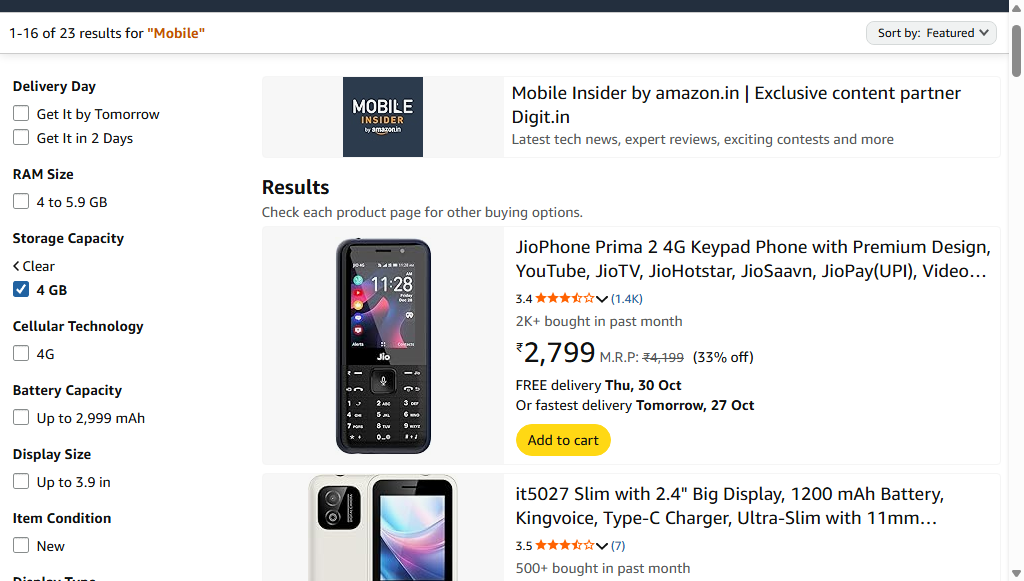 1-16 of 23 results for "Mobile"
Sort by: Featured
Delivery Day
Get It by Tomorrow
Get It in 2 Days
RAM Size
4 to 5.9 GB
Storage Capacity
Clear
4 GB
Cellular Technology
4G
Battery Capacity
Up to 2,999 mAh
Display Size
Up to 3.9 in
Item Condition
New
Display Type
MOBILE
INSIDER
by amazon.in
Mobile Insider by amazon.in | Exclusive content partner
Digit.in
Latest tech news, expert reviews, exciting contests and more
Results
Check each product page for other buying options.
11:28
Jio
JioPhone Prima 2 4G Keypad Phone with Premium Design,
YouTube, JioTV, JioHotstar, JioSaavn, JioPay(UPI), Video…
3.4 (1.4K)
2K+ bought in past month
₹2,799 M.R.P: ₹4,199 (33% off)
FREE delivery Thu, 30 Oct
Or fastest delivery Tomorrow, 27 Oct
Add to cart
it5027 Slim with 2.4" Big Display, 1200 mAh Battery,
Kingvoice, Type-C Charger, Ultra-Slim with 11mm…
3.5 (7)
500+ bought in past month